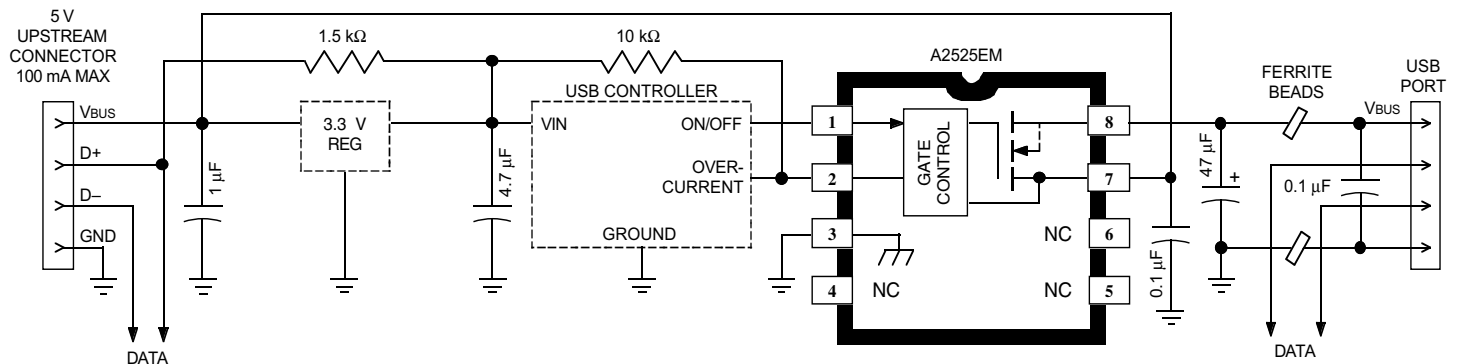 5 V
UPSTREAM
CONNECTOR
100 mA MAX
VBUS
D+
D–
GND
DATA
1 µF
1.5 kΩ
3.3 V
REG
4.7 µF
10 kΩ
USB CONTROLLER
VIN
ON/OFF
OVER-
CURRENT
GROUND
A2525EM
1
2
3
4
GATE
CONTROL
NC
8
7
NC
6
NC
5
0.1 µF
47 µF
+
FERRITE
BEADS
0.1 µF
VBUS
USB
PORT
DATA